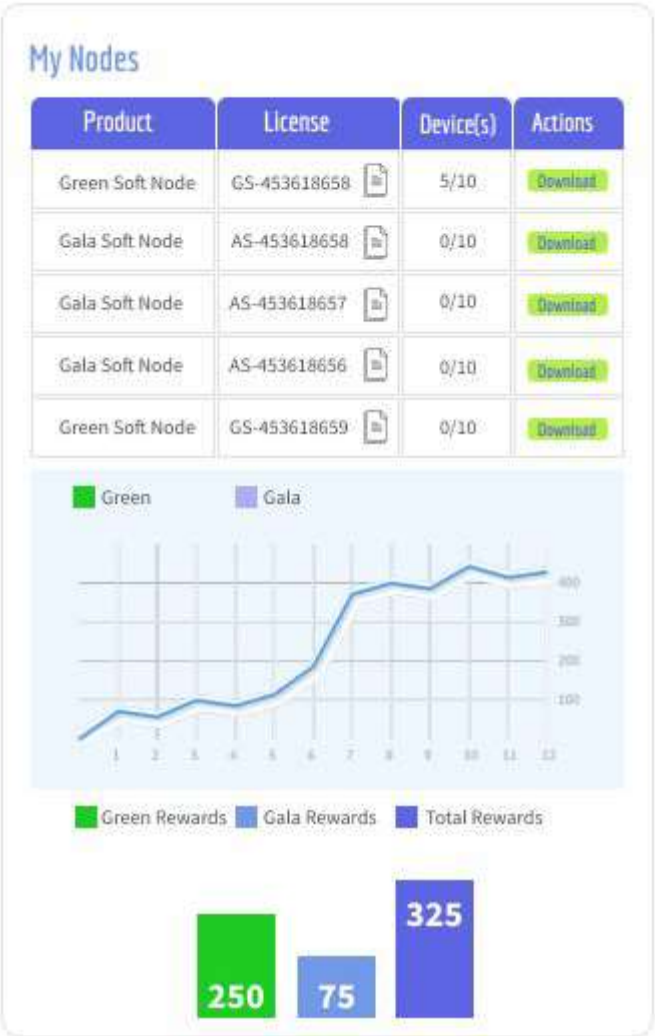 My Nodes
Product License Device(s) Actions
Green Soft Node GS-453618658 5/10 Download
Gala Soft Node AS-453618658 0/10 Download
Gala Soft Node AS-453618657 0/10 Download
Gala Soft Node AS-453618656 0/10 Download
Green Soft Node GS-453618659 0/10 Download
Green Gala
400
300
200
100
1 2 3 4 5 6 7 8 9 10 11 12
Green Rewards Gala Rewards Total Rewards
250 75 325